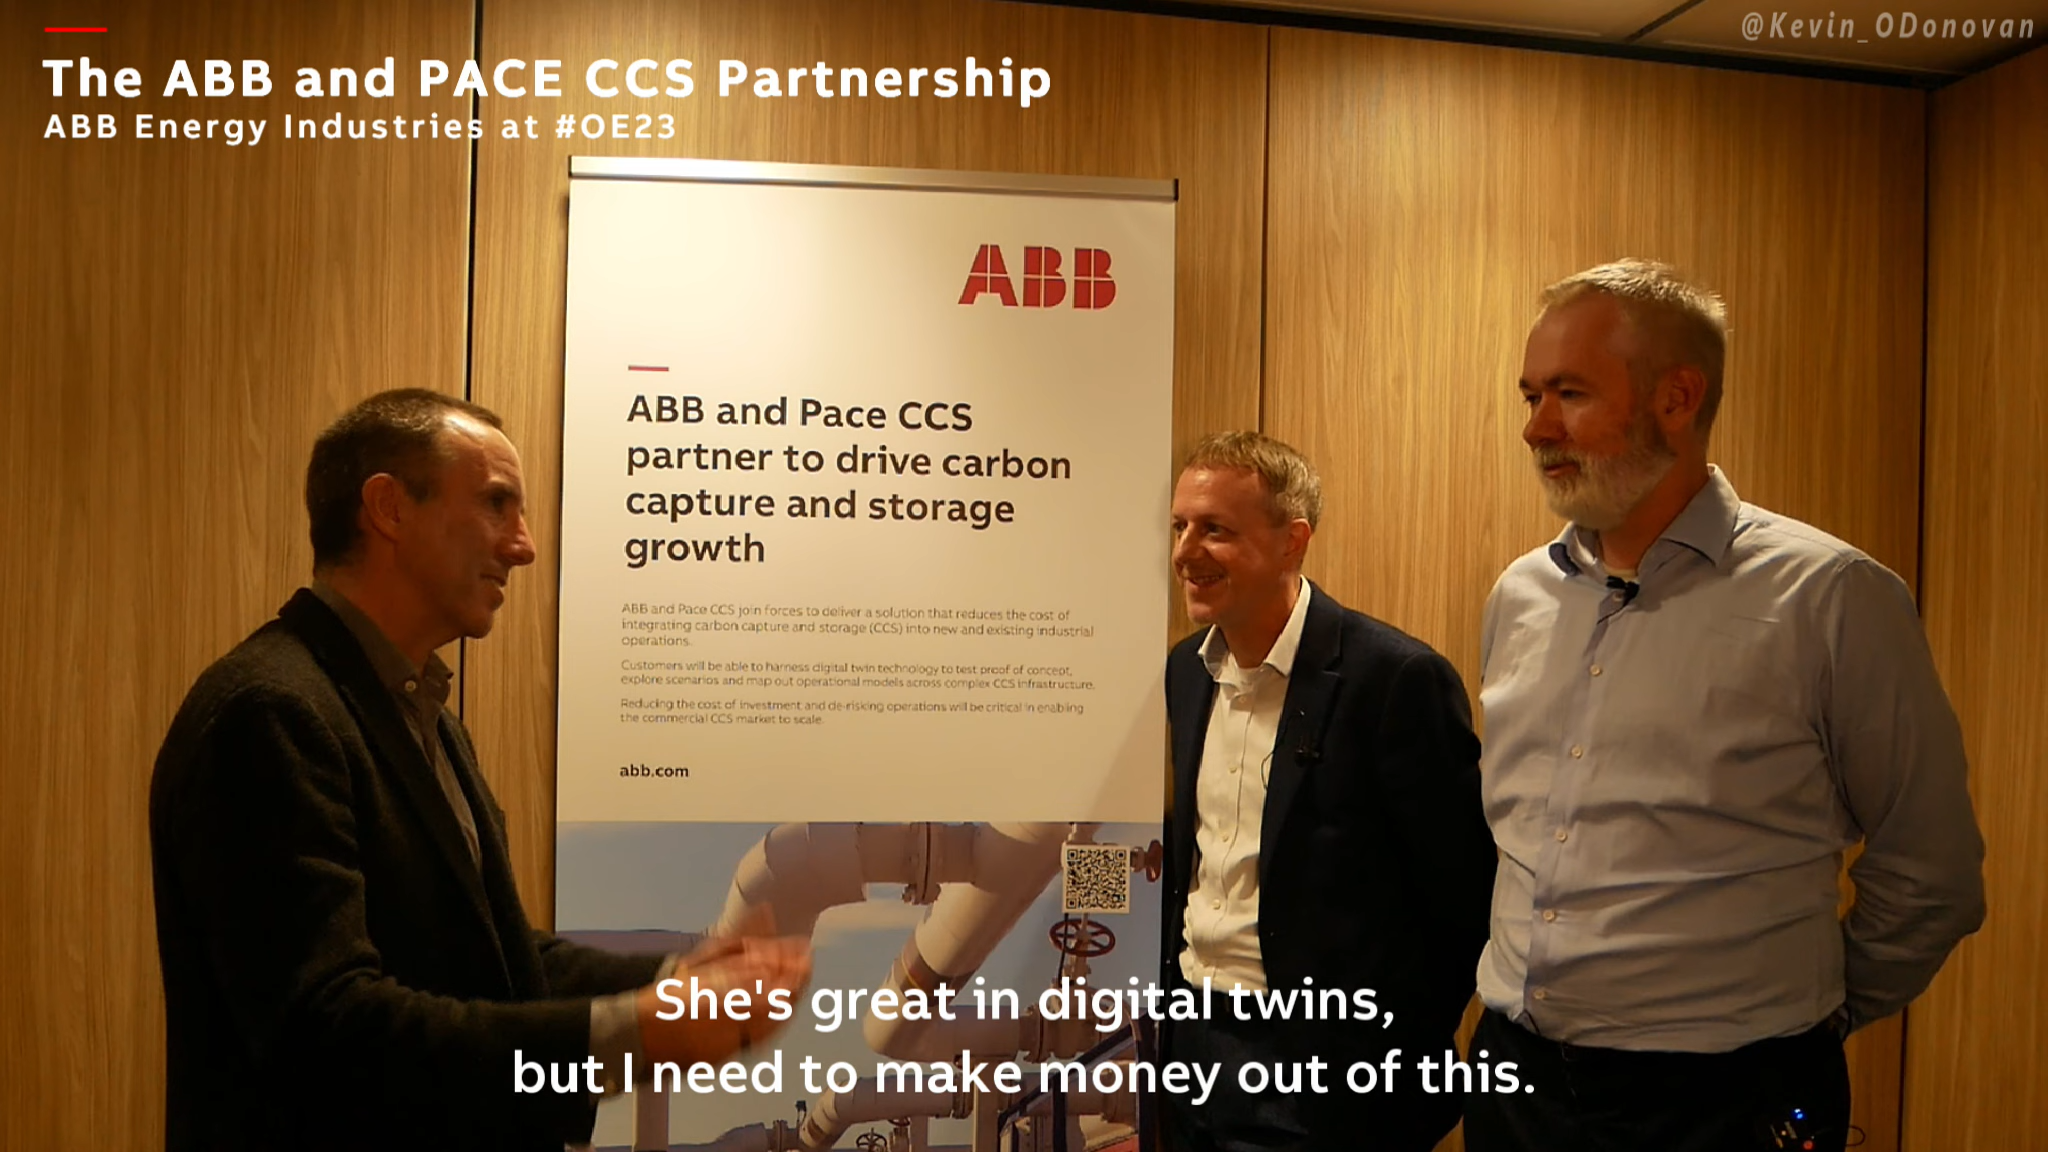 @Kevin_ODonovan
The ABB and PACE CCS Partnership
ABB Energy Industries at #OE23
ABB
ABB and Pace CCS
partner to drive carbon
capture and storage
growth
ABB and Pace CCS join forces to deliver a solution that reduces the cost of
integrating carbon capture and storage (CCS) into new and existing industrial
operations.
Customers will be able to harness digital twin technology to test proof of concept,
explore scenarios and map out operational models across complex CCS infrastructure.
Reducing the cost of investment and de-risking operations will be critical in enabling
the commercial CCS market to scale.
abb.com
She's great in digital twins,
but I need to make money out of this.